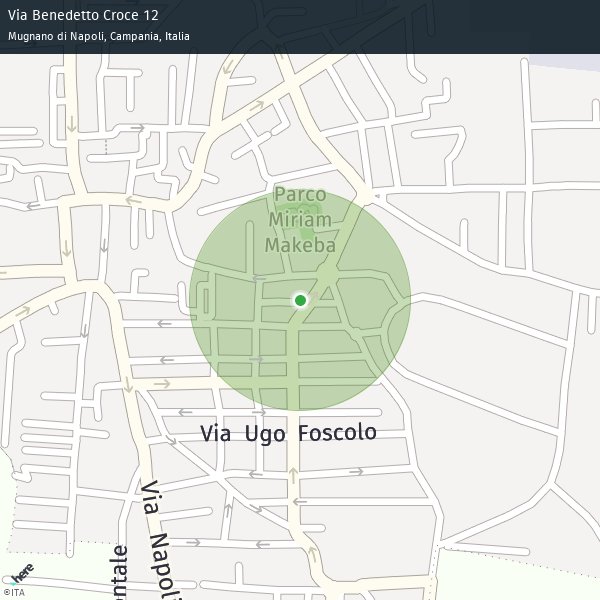 Via Benedetto Croce 12
Mugnano di Napoli, Campania, Italia
Parco
Miriam
Makeba
Via Ugo Foscolo
Via Napoli
ntale
here
©ITA